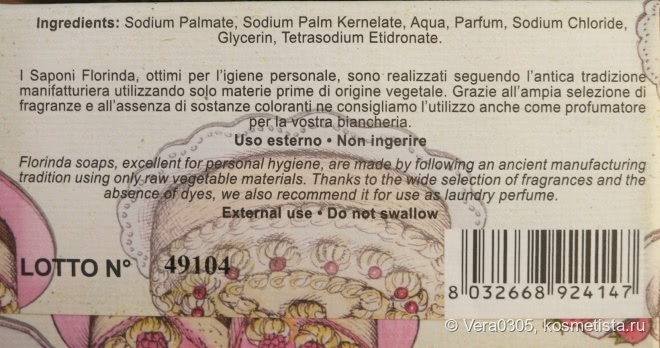 Ingredients: Sodium Palmate, Sodium Palm Kernelate, Aqua, Parfum, Sodium Chloride,
Glycerin, Tetrasodium Etidronate.
I Saponi Florinda, ottimi per l'igiene personale, sono realizzati seguendo l'antica tradizione
manifatturiera utilizzando solo materie prime di origine vegetale. Grazie all'ampia selezione di
fragranze e all'assenza di sostanze coloranti ne consigliamo l'utilizzo anche come profumatore
per la vostra biancheria.
Uso esterno • Non ingerire
Florinda soaps, excellent for personal hygiene, are made by following an ancient manufacturing
tradition using only raw vegetable materials. Thanks to the wide selection of fragrances and the
absence of dyes, we also recommend it for use as laundry perfume.
External use • Do not swallow
LOTTO N° 49104
8 032668 924147
© Vera0305, kosmetista.ru